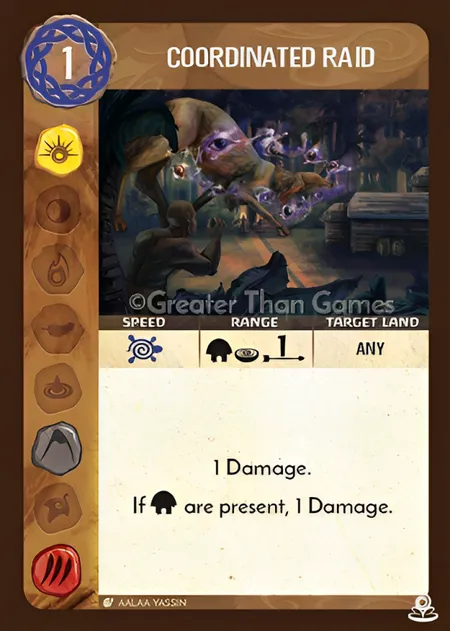 1
COORDINATED RAID
©Greater Than Games
SPEED RANGE TARGET LAND
1 ANY
1 Damage.
If are present, 1 Damage.
AALAA YASSIN